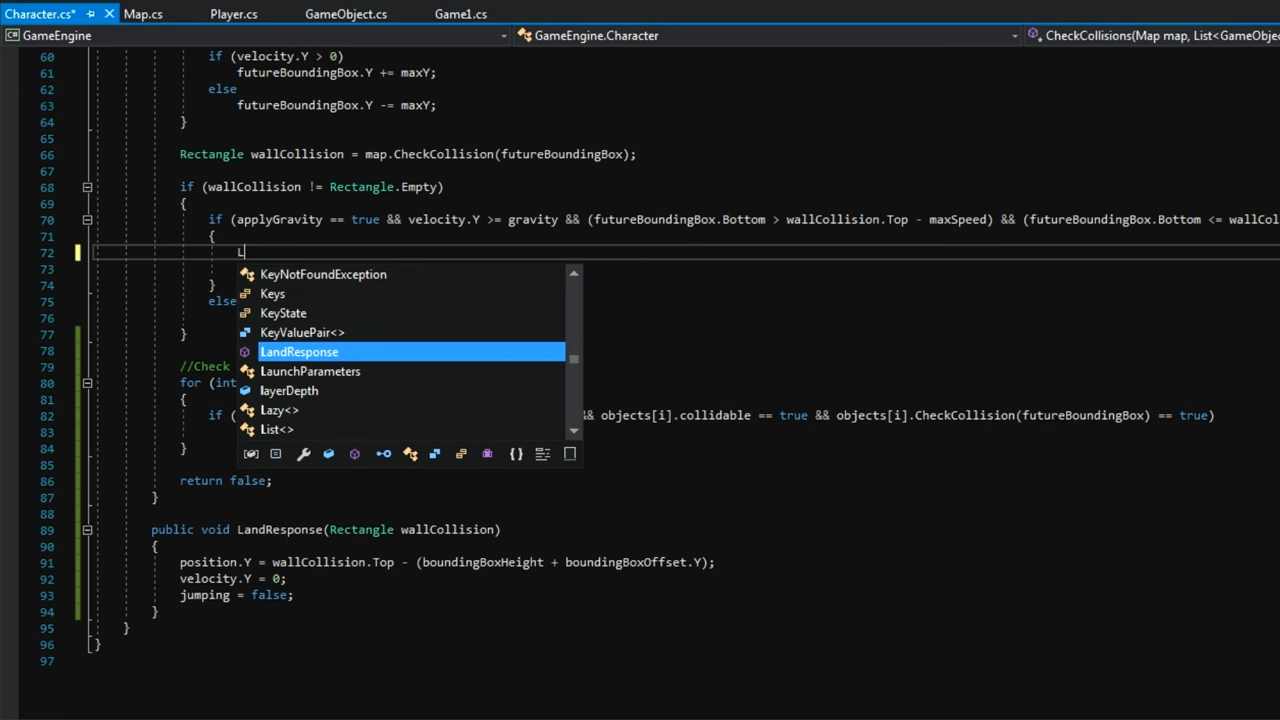 Character.cs* Map.cs Player.cs GameObject.cs Game1.cs
GameEngine GameEngine.Character CheckCollisions(Map map, List<GameObje
60 if (velocity.Y > 0)
61 futureBoundingBox.Y += maxY;
62 else
63 futureBoundingBox.Y -= maxY;
64 }
65
66 Rectangle wallCollision = map.CheckCollision(futureBoundingBox);
67
68 if (wallCollision != Rectangle.Empty)
69 {
70 if (applyGravity == true && velocity.Y >= gravity && (futureBoundingBox.Bottom > wallCollision.Top - maxSpeed) && (futureBoundingBox.Bottom <= wallCol
71 {
72 L
73
74 }
75 else
76
77 }
78
79 //Check
80 for (int
81 {
82 if ( & objects[i].collidable == true && objects[i].CheckCollision(futureBoundingBox) == true)
83
84 }
85
86 return false;
87 }
88
89 public void LandResponse(Rectangle wallCollision)
90 {
91 position.Y = wallCollision.Top - (boundingBoxHeight + boundingBoxOffset.Y);
92 velocity.Y = 0;
93 jumping = false;
94 }
95 }
96 }
97
KeyNotFoundException
Keys
KeyState
KeyValuePair<>
LandResponse
LaunchParameters
layerDepth
Lazy<>
List<>